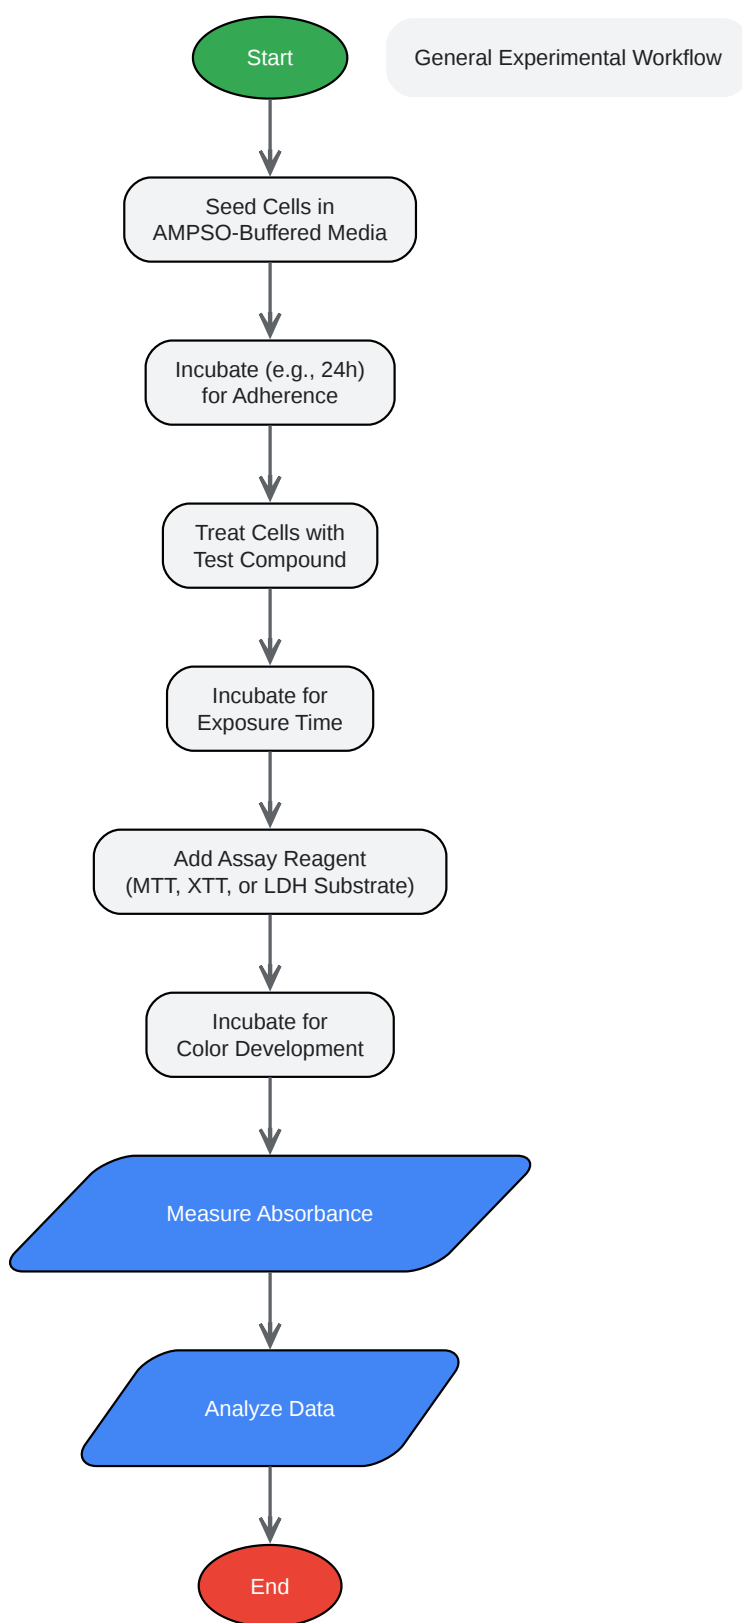 Start
General Experimental Workflow
Seed Cells in
AMPSO-Buffered Media
Incubate (e.g., 24h)
for Adherence
Treat Cells with
Test Compound
Incubate for
Exposure Time
Add Assay Reagent
(MTT, XTT, or LDH Substrate)
Incubate for
Color Development
Measure Absorbance
Analyze Data
End